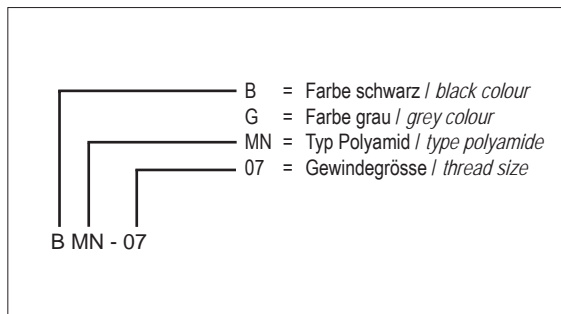 B = Farbe schwarz / black colour
G = Farbe grau / grey colour
MN = Typ Polyamid / type polyamide
07 = Gewindegrösse / thread size
B MN - 07